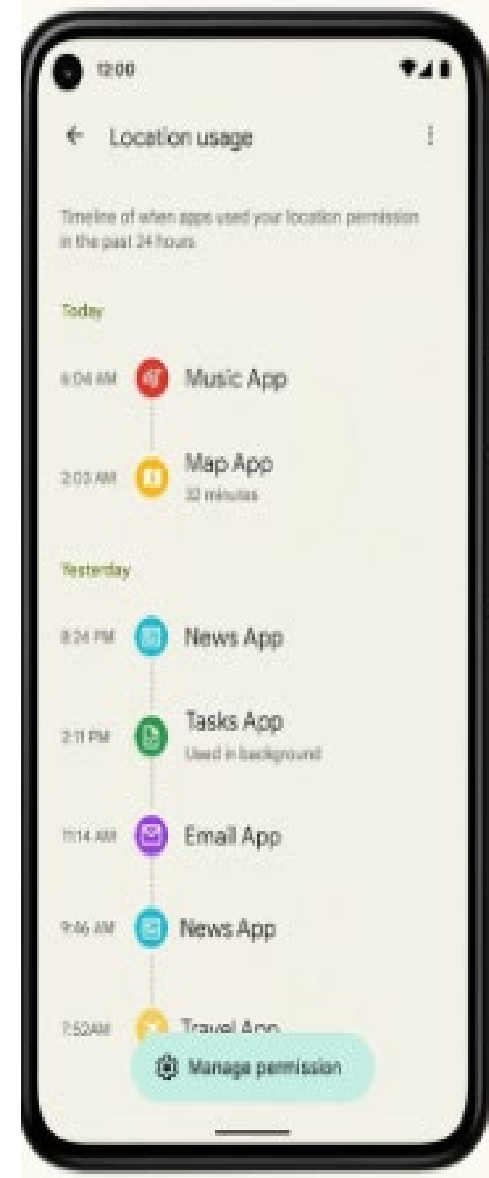 12:00
Location usage
Timeline of when apps used your location permission
in the past 24 hours
Today
6:04 AM Music App
2:03 AM Map App
32 minutes
Yesterday
8:24 PM News App
2:11 PM Tasks App
Used in background
11:14 AM Email App
9:46 AM News App
7:52AM Travel App
Manage permission